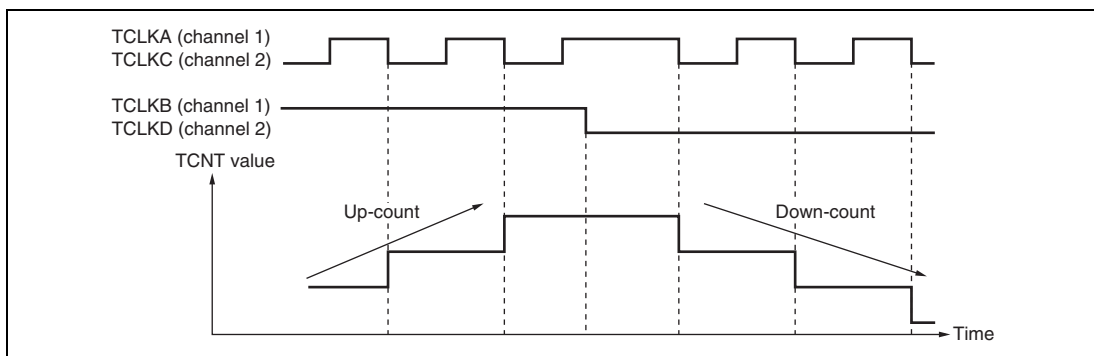 TCLKA (channel 1)
TCLKC (channel 2)
TCLKB (channel 1)
TCLKD (channel 2)
TCNT value
Up-count
Down-count
Time